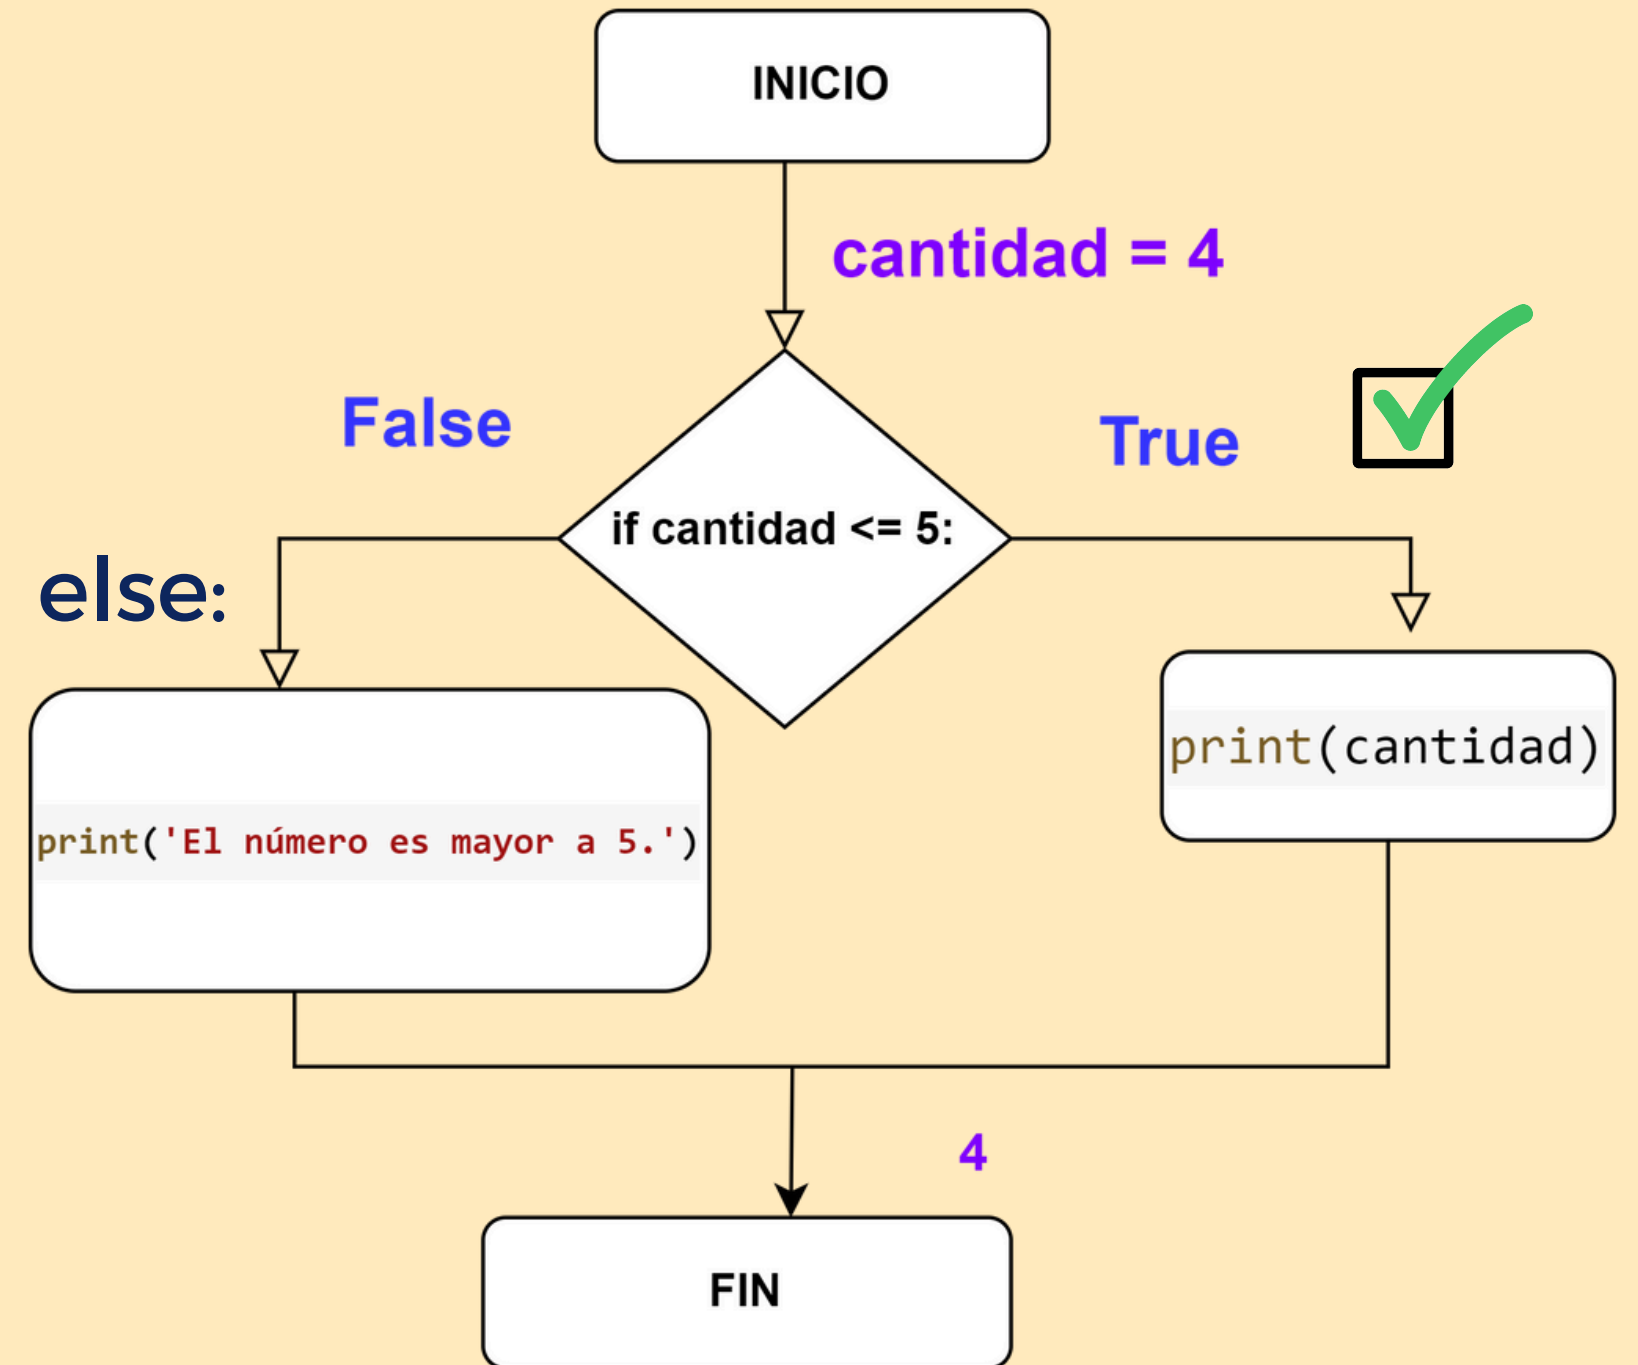 INICIO
cantidad = 4
False
True
if cantidad <= 5:
else:
print(cantidad)
print('El número es mayor a 5.')
4
FIN